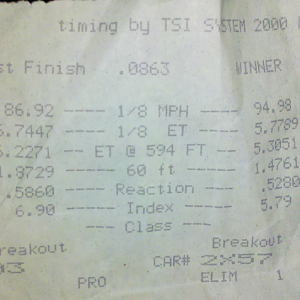 timing by TSI SYSTEM 2000
st Finish .0863 WINNER
86.92 ---- 1/8 MPH ---- 94.98
.7447 ---- 1/8 ET ---- 5.7789
.2271 -- ET @ 594 FT -- 5.3051
.8729 ---- 60 ft ---- 1.4761
.5860 --- Reaction --- .5280
6.90 ---- Index ---- 5.79
--- Class ---
reakout Breakout
93 CAR# 2X57
PRO ELIM 1